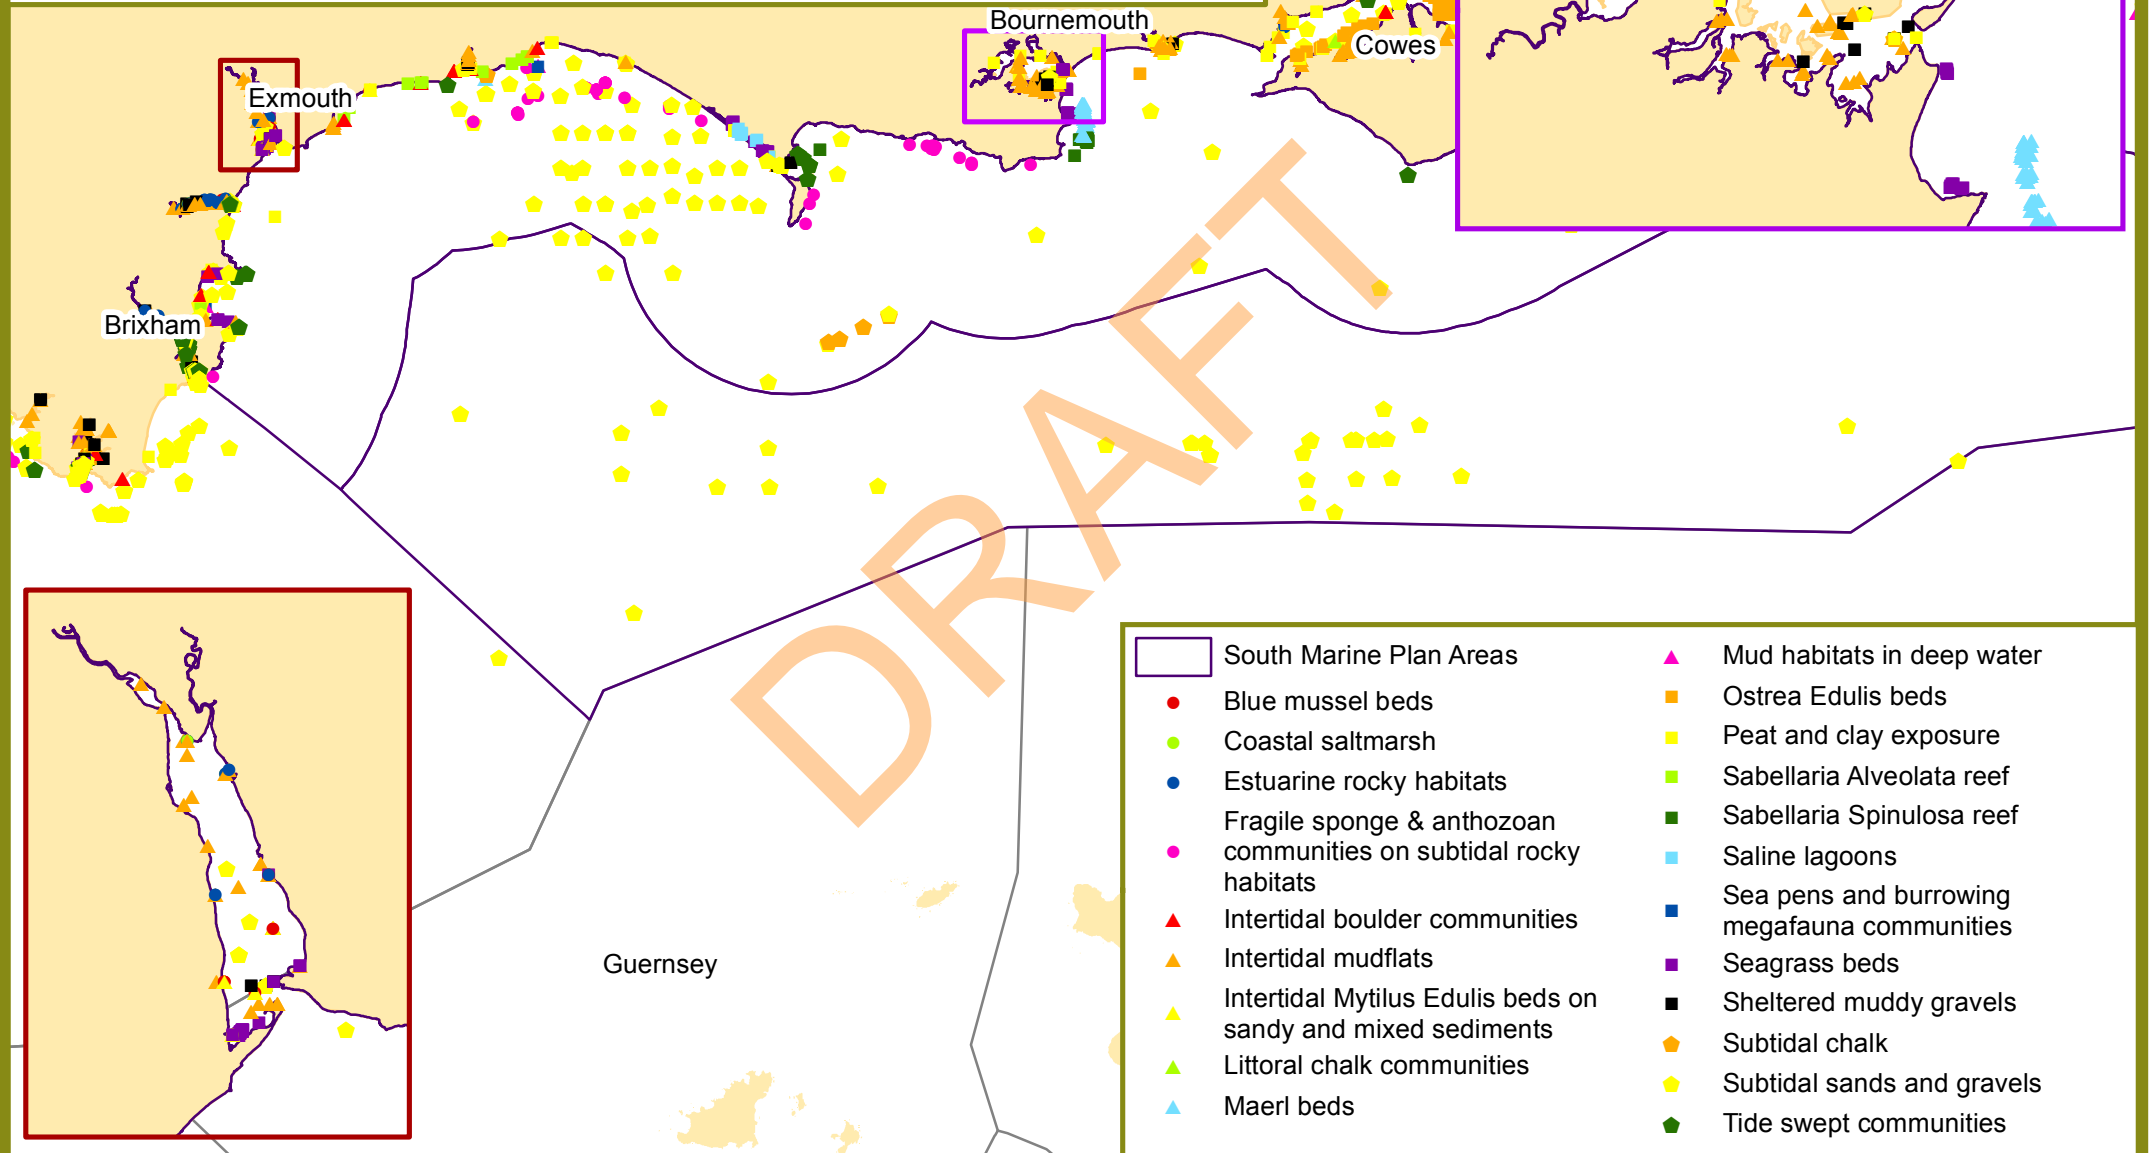 Bournemouth
Cowes
Exmouth
Brixham
DRAFT
Guernsey
South Marine Plan Areas
Blue mussel beds
Coastal saltmarsh
Estuarine rocky habitats
Fragile sponge & anthozoan
communities on subtidal rocky
habitats
Intertidal boulder communities
Intertidal mudflats
Intertidal Mytilus Edulis beds on
sandy and mixed sediments
Littoral chalk communities
Maerl beds
Mud habitats in deep water
Ostrea Edulis beds
Peat and clay exposure
Sabellaria Alveolata reef
Sabellaria Spinulosa reef
Saline lagoons
Sea pens and burrowing
megafauna communities
Seagrass beds
Sheltered muddy gravels
Subtidal chalk
Subtidal sands and gravels
Tide swept communities